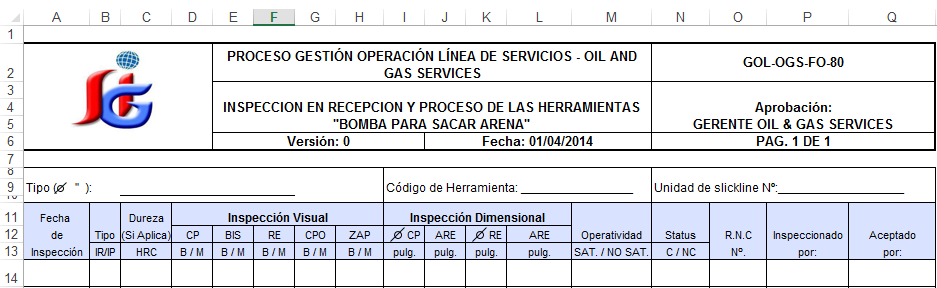 A B C D E F G H I J K L M N O P Q
1
2
3
4
5
6
7
8
9
10
11
12
13
14
PROCESO GESTIÓN OPERACIÓN LÍNEA DE SERVICIOS - OIL AND
GAS SERVICES
GOL-OGS-FO-80
INSPECCION EN RECEPCION Y PROCESO DE LAS HERRAMIENTAS
"BOMBA PARA SACAR ARENA"
Aprobación:
GERENTE OIL & GAS SERVICES
Versión: 0 Fecha: 01/04/2014 PAG. 1 DE 1
Tipo (Ø " ): Código de Herramienta: Unidad de slickline Nº:
Fecha
de
Inspección
Tipo
IR/IP
Dureza
(Si Aplica)
HRC
Inspección Visual
CP BIS RE CPO ZAP
B / M B / M B / M B / M B / M
Inspección Dimensional
Ø CP ARE Ø RE ARE
pulg. pulg. pulg. pulg.
Operatividad
SAT. / NO SAT.
Status
C / NC
R.N.C
Nº.
Inspeccionado
por:
Aceptado
por: